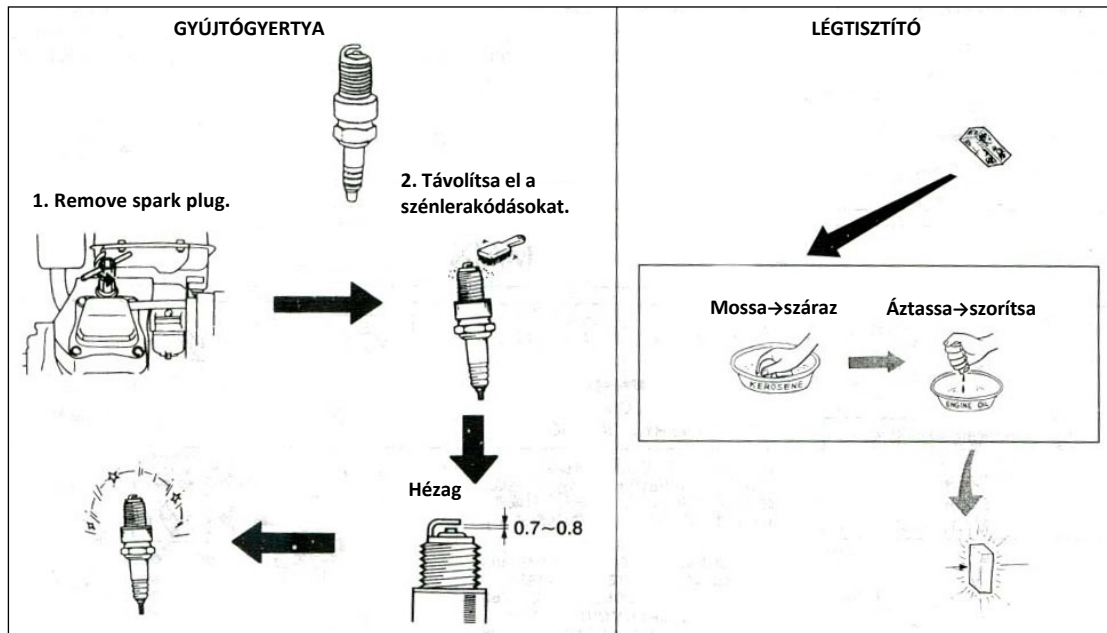 GYÚJTÓGYERTYA
1. Remove spark plug.
2. Távolítsa el a
szénlerakódásokat.
Hézag
0.7~0.8
LÉGTISZTÍTÓ
Mossa→száraz
Áztassa→szorítsa
KEROSENE
ENGINE OIL